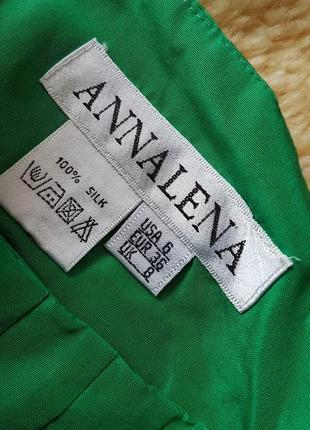 ANNALENA
100% SILK
USA 6
EUR 36
UK 8